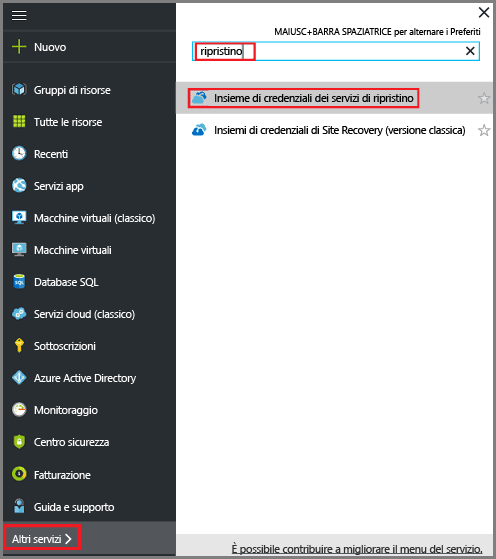 Nuovo
Gruppi di risorse
Tutte le risorse
Recenti
Servizi app
Macchine virtuali (classico)
Macchine virtuali
Database SQL
Servizi cloud (classico)
Sottoscrizioni
Azure Active Directory
Monitoraggio
Centro sicurezza
Fatturazione
Guida e supporto
Altri servizi
MAIUSC+BARRA SPAZIATRICE per alternare i Preferiti
ripristino
Insieme di credenziali dei servizi di ripristino
Insiemi di credenziali di Site Recovery (versione classica)
È possibile contribuire a migliorare il menu del servizio.